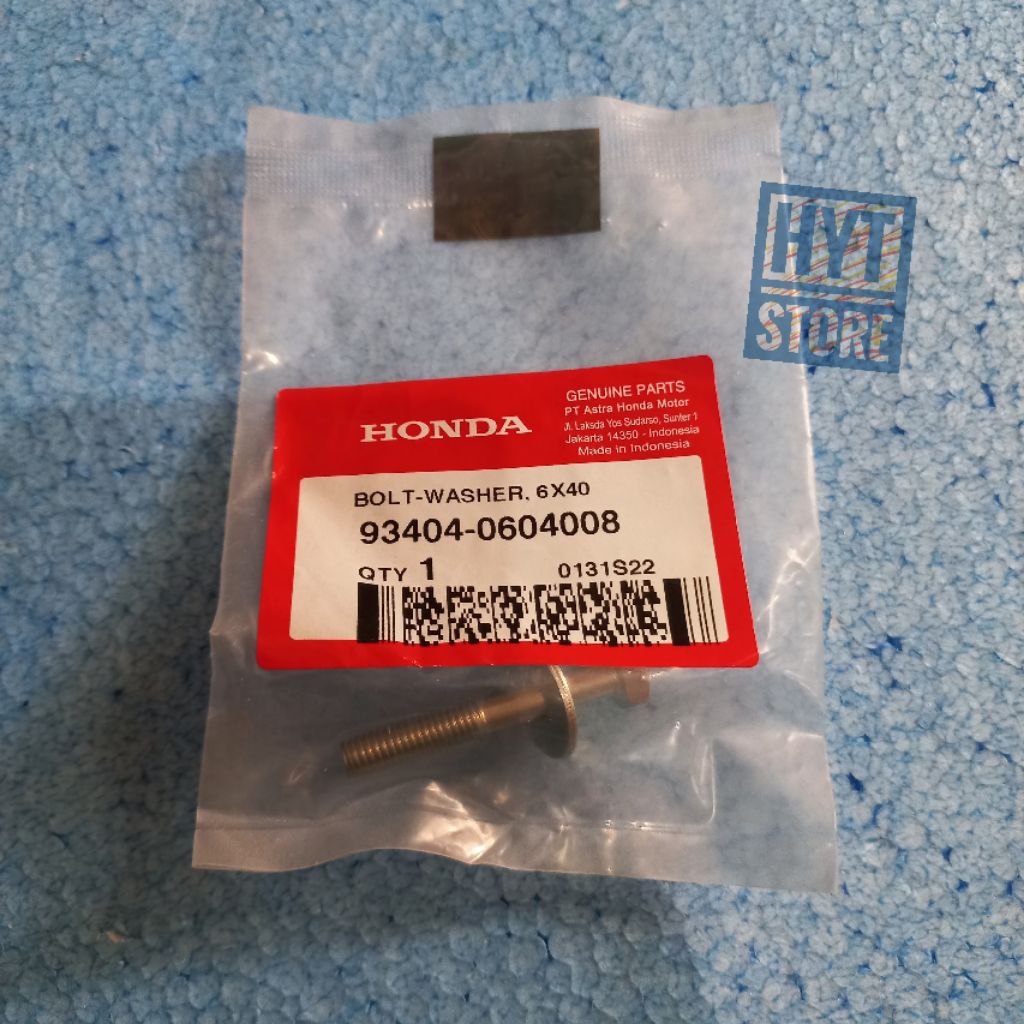 HYT
STORE
HONDA
GENUINE PARTS
PT Astra Honda Motor
Jl. Laksda Yos Sudarso, Sunter 1
Jakarta 14350 - Indonesia
Made in Indonesia
BOLT-WASHER, 6X40
93404-0604008
QTY 1 0131S22